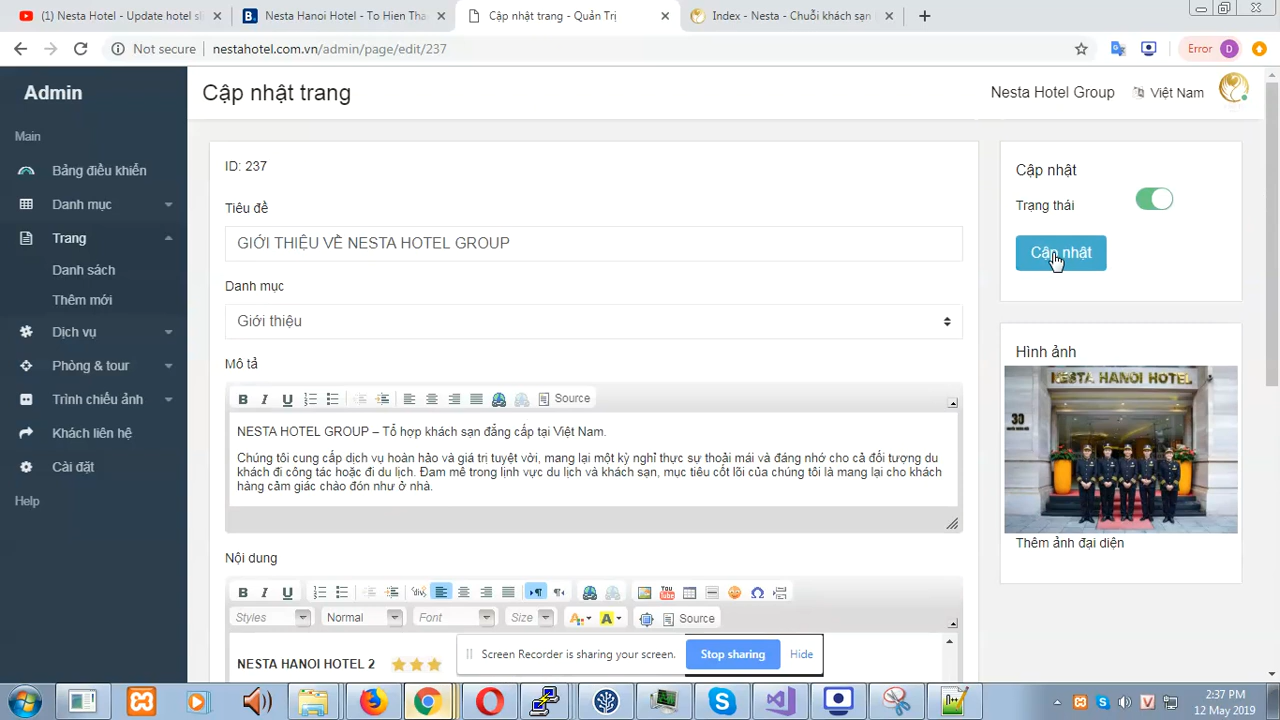 (1) Nesta Hotel - Update hotel sl
Nesta Hanoi Hotel - To Hien Tha
Cập nhật trang - Quản Trị
Index - Nesta - Chuỗi khách sạn
Not secure
nestahotel.com.vn/admin/page/edit/237
Error
D
Admin
Cập nhật trang
Nesta Hotel Group
Việt Nam
Main
Bảng điều khiển
Danh mục
Trang
Danh sách
Thêm mới
Dịch vụ
Phòng & tour
Trình chiếu ảnh
Khách liên hệ
Cài đặt
Help
ID: 237
Tiêu đề
GIỚI THIỆU VỀ NESTA HOTEL GROUP
Danh mục
Giới thiệu
Mô tả
B I U Source
NESTA HOTEL GROUP – Tổ hợp khách sạn đẳng cấp tại Việt Nam.
Chúng tôi cung cấp dịch vụ hoàn hảo và giá trị tuyệt vời, mang lại một kỳ nghỉ thực sự thoải mái và đáng nhớ cho cả đối tượng du
khách đi công tác hoặc đi du lịch. Đam mê trong lịnh vực du lịch và khách sạn, mục tiêu cốt lõi của chúng tôi là mang lại cho khách
hàng cảm giác chào đón như ở nhà.
Nội dung
B I U
Styles Normal Font Size Source
NESTA HANOI HOTEL 2
Cập nhật
Trạng thái
Cập nhật
Hình ảnh
NESTA HANOI HOTEL
30
Thêm ảnh đại diện
Screen Recorder is sharing your screen.
Stop sharing
Hide
2:37 PM
12 May 2019